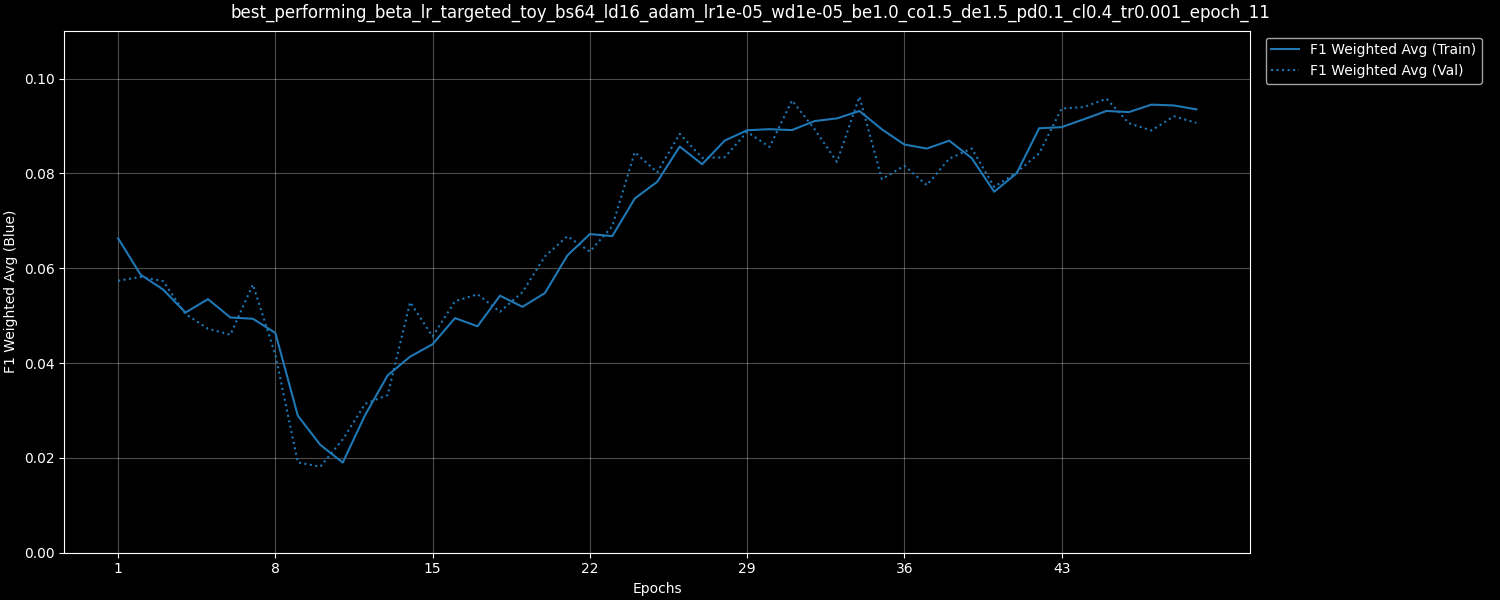 best_performing_beta_lr_targeted_toy_bs64_ld16_adam_lr1e-05_wd1e-05_be1.0_co1.5_de1.5_pd0.1_cl0.4_tr0.001_epoch_11
F1 Weighted Avg (Train)
F1 Weighted Avg (Val)
F1 Weighted Avg (Blue)
0.10
0.08
0.06
0.04
0.02
0.00
1 8 15 22 29 36 43
Epochs